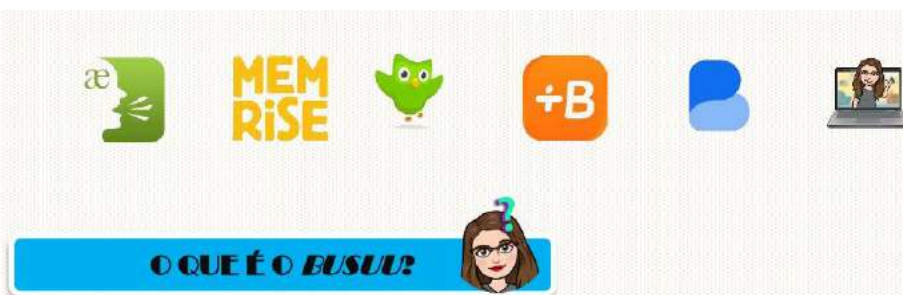 æ
MEM
RiSE
+B
?
O QUE É O BUSUU?